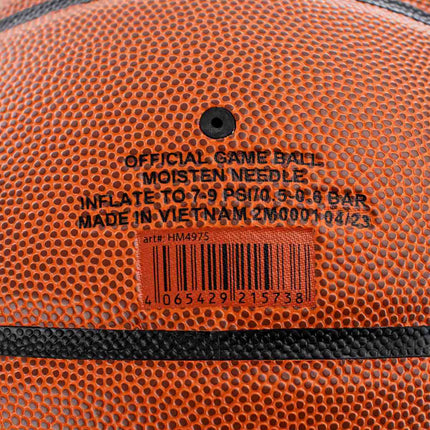 OFFICIAL GAME BALL
MOISTEN NEEDLE
INFLATE TO 7-9 PSI/0.5-0.6 BAR
MADE IN VIETNAM 2M0001 04/23
art#: HM4975
4 065429 215738